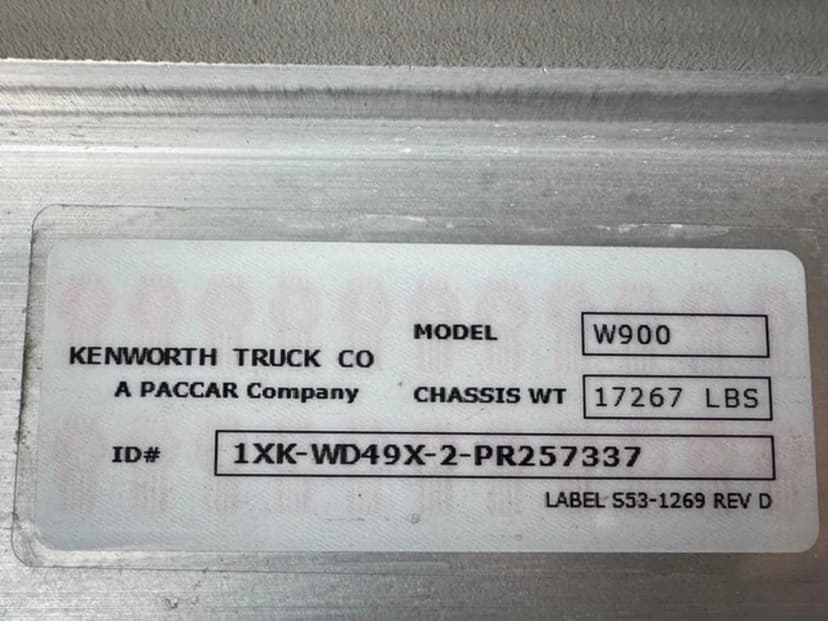 KENWORTH TRUCK CO
A PACCAR Company
MODEL W900
CHASSIS WT 17267 LBS
ID# 1XK-WD49X-2-PR257337
LABEL S53-1269 REV D